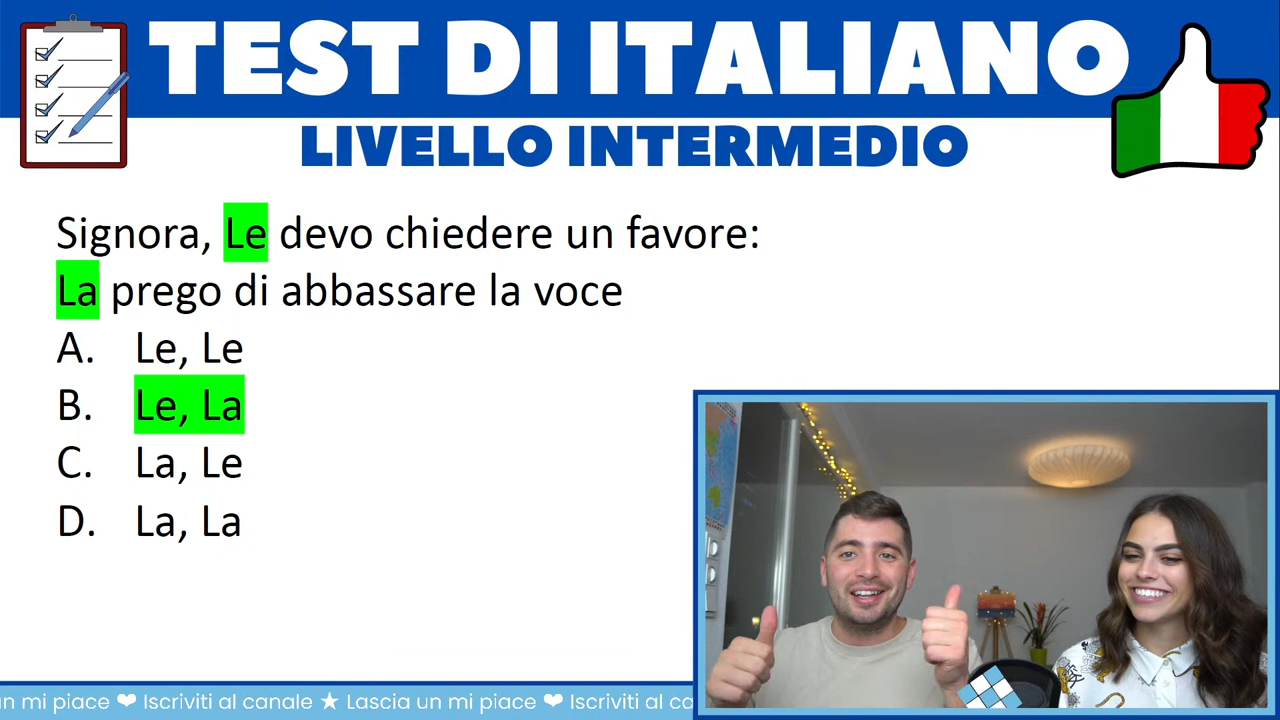 TEST DI ITALIANO
LIVELLO INTERMEDIO
Signora, Le devo chiedere un favore:
La prego di abbassare la voce
A. Le, Le
B. Le, La
C. La, Le
D. La, La
un mi piace ❤ Iscriviti al canale ★ Lascia un mi piace ❤ Iscriviti al ca